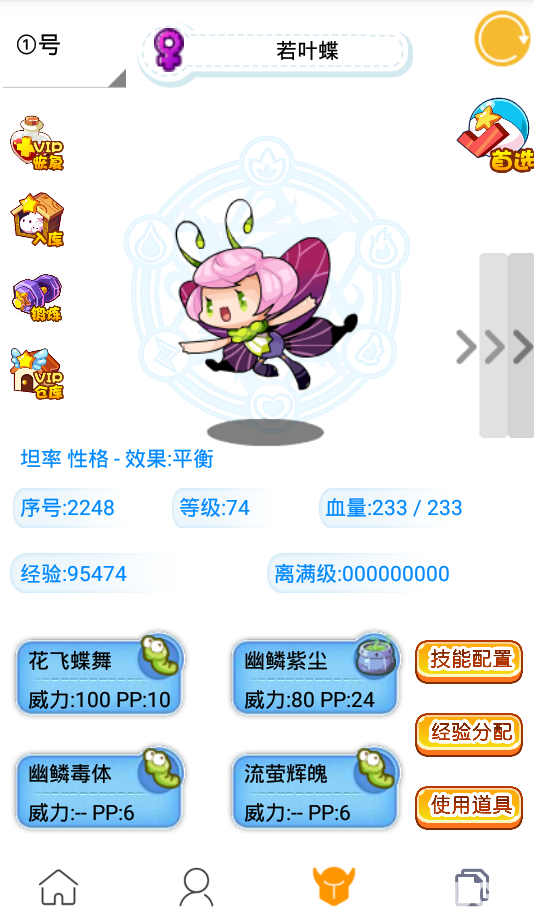 ①号
若叶蝶
VIP
恢复
首选
入库
锻炼
VIP
仓库
坦率 性格 - 效果:平衡
序号:2248
等级:74
血量:233 / 233
经验:95474
离满级:000000000
花飞蝶舞
威力:100 PP:10
幽鳞紫尘
威力:80 PP:24
技能配置
经验分配
幽鳞毒体
威力:-- PP:6
流萤辉魄
威力:-- PP:6
使用道具